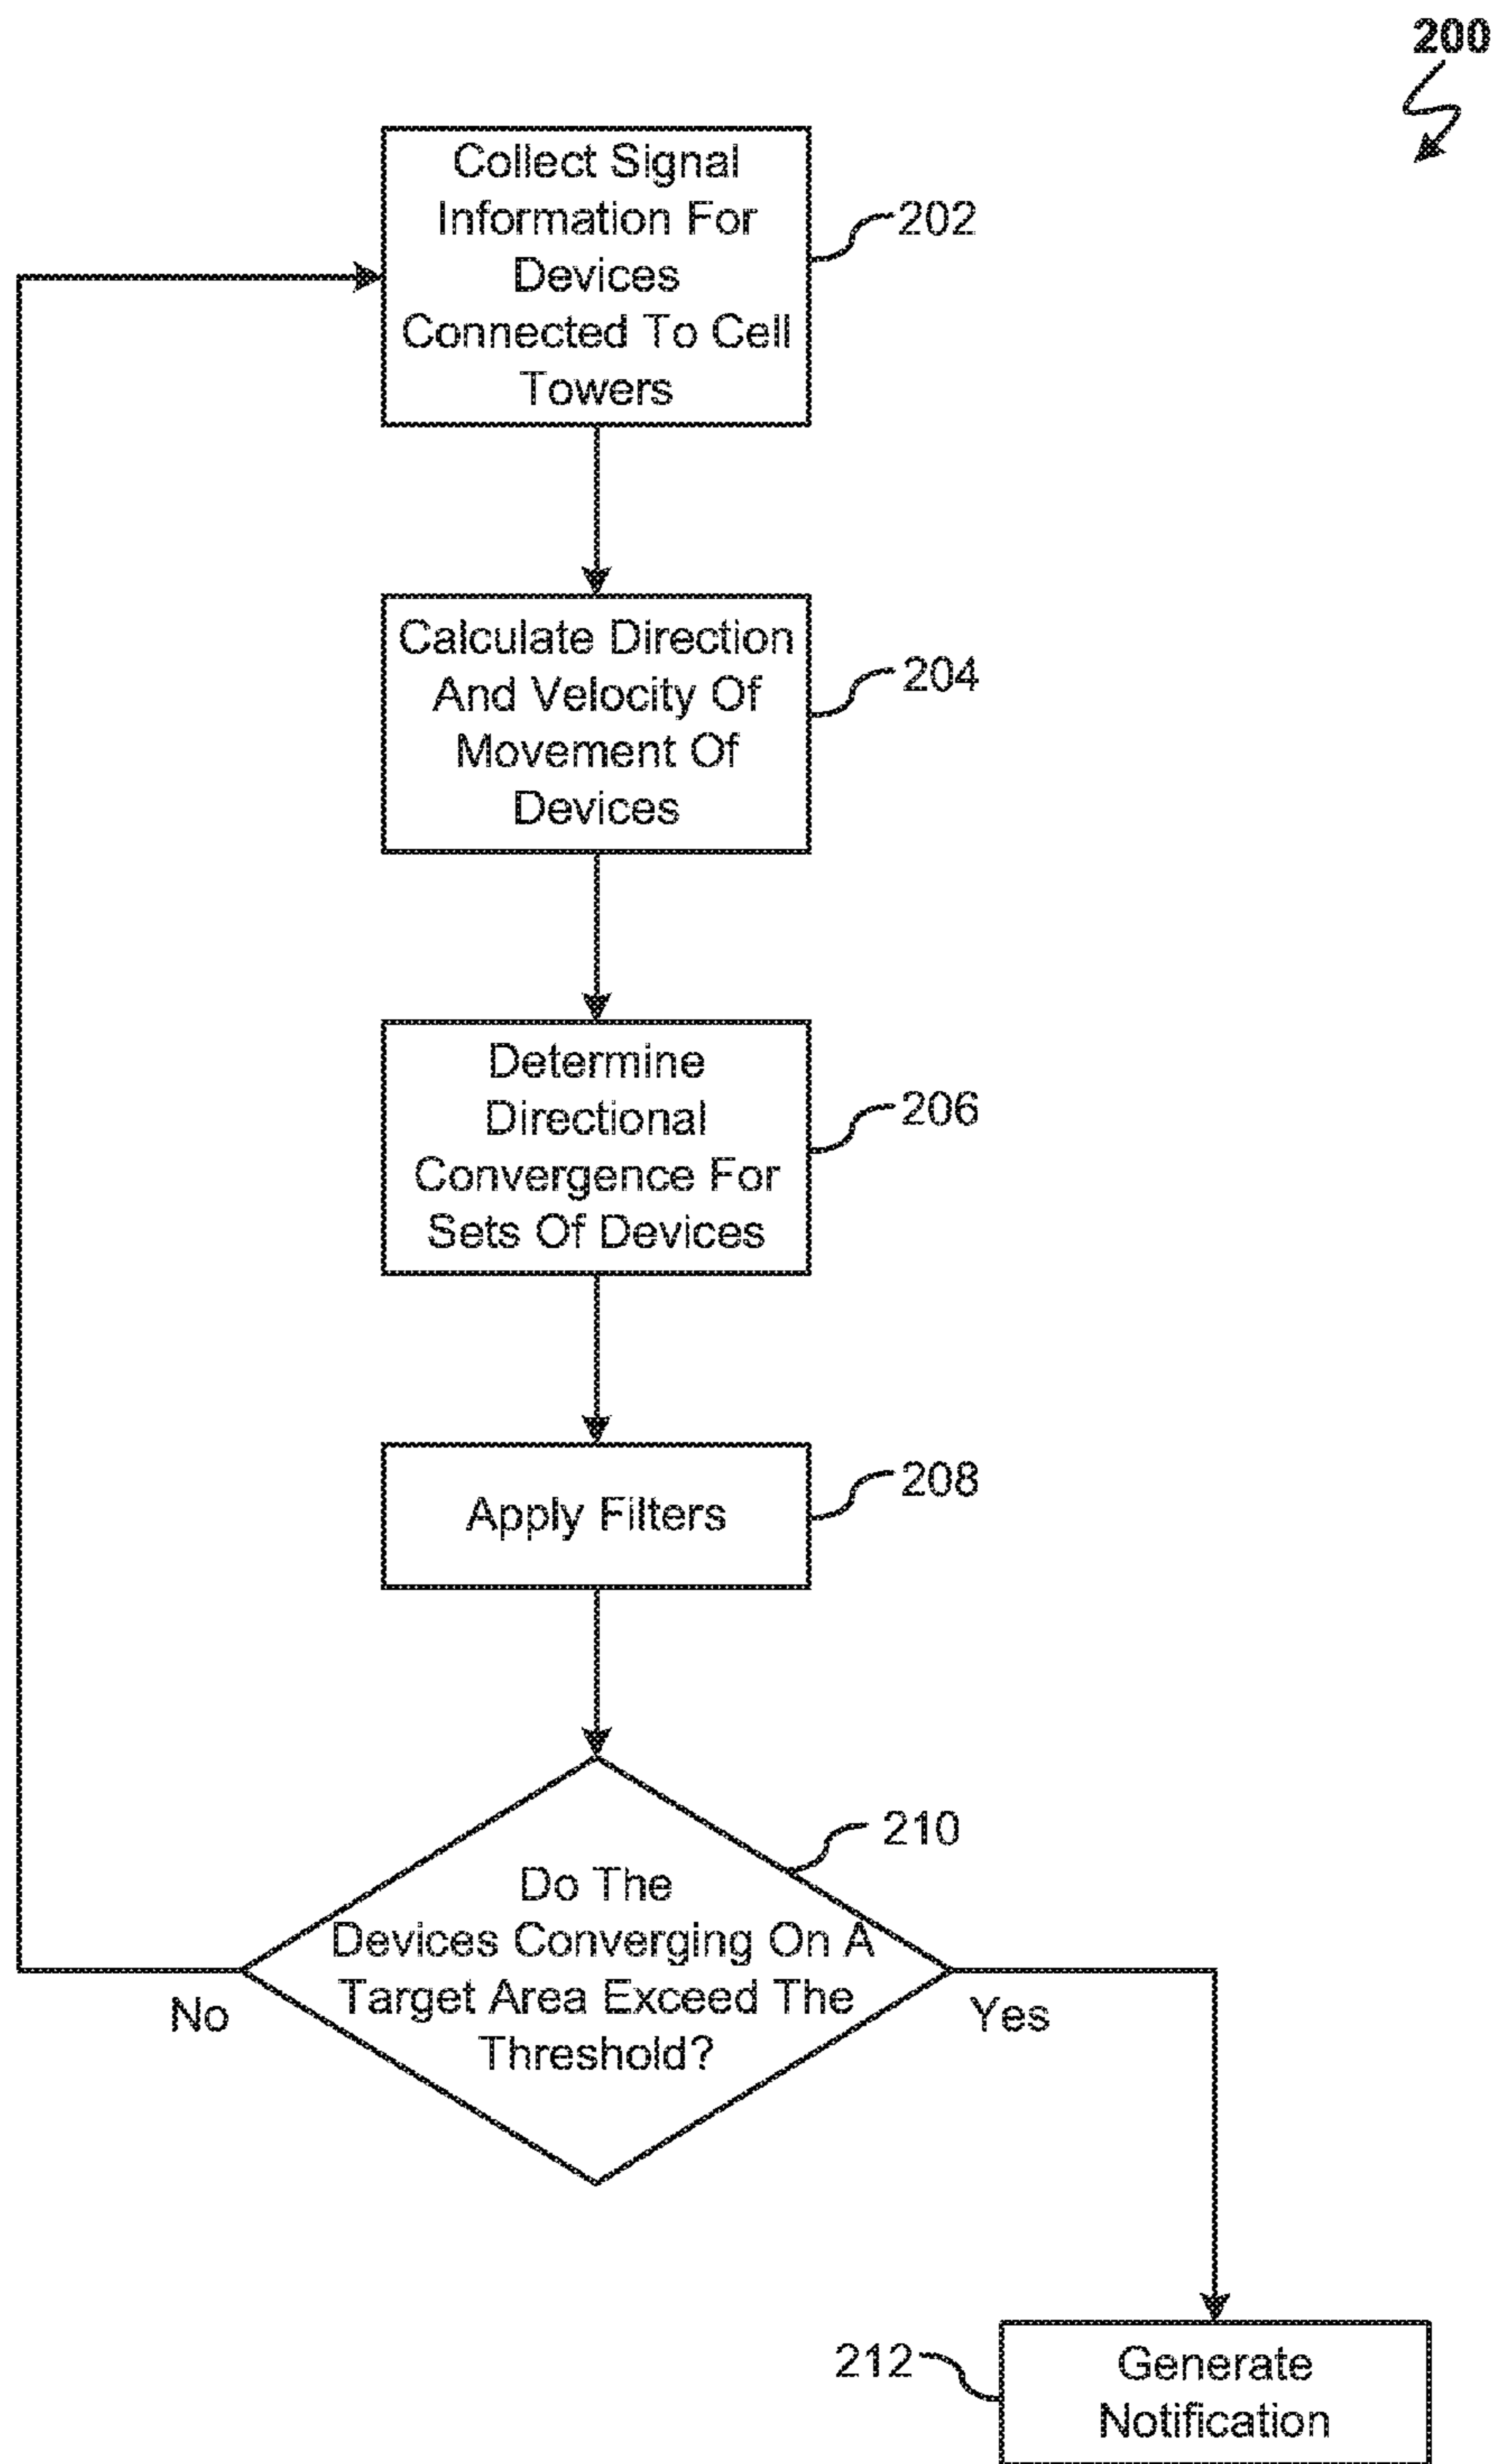 200
Collect Signal
Information For
Devices
Connected To Cell
Towers
202
Calculate Direction
And Velocity Of
Movement Of
Devices
204
Determine
Directional
Convergence For
Sets Of Devices
206
Apply Filters
208
210
Do The
Devices Converging On A
Target Area Exceed The
Threshold?
No
Yes
212
Generate
Notification